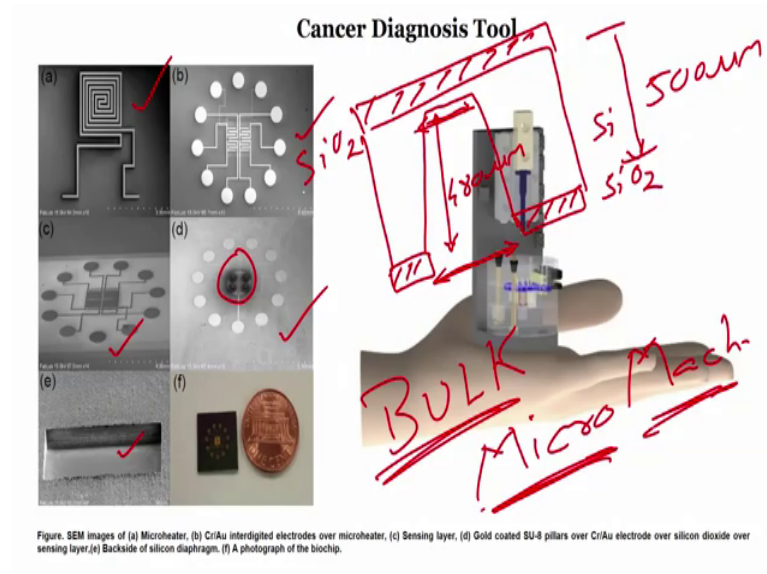 Cancer Diagnosis Tool
(a)
(b)
SiO2
500um
Si
SiO2
480um
(c)
(d)
(e)
(f)
BULK
Micro Mach.
Figure. SEM images of (a) Microheater, (b) Cr/Au interdigited electrodes over microheater, (c) Sensing layer, (d) Gold coated SU-8 pillars over Cr/Au electrode over silicon dioxide over
sensing layer,(e) Backside of silicon diaphragm. (f) A photograph of the biochip.